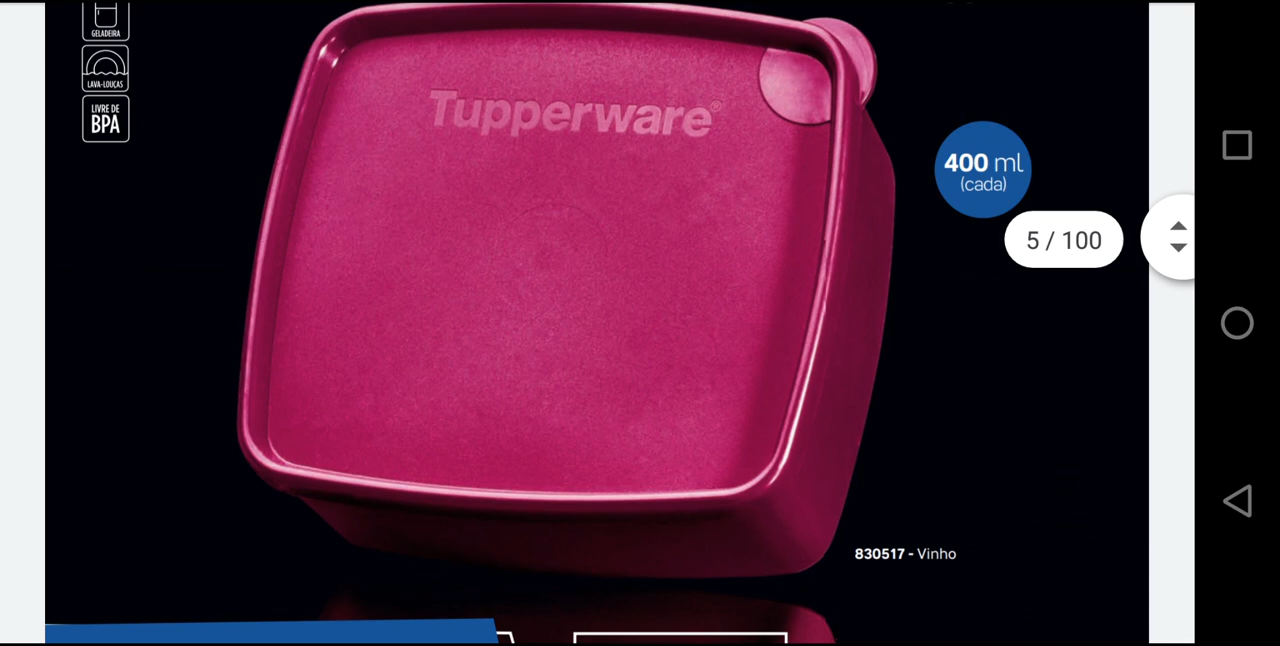 GELADEIRA
LAVA-LOUÇAS
LIVRE DE
BPA
Tupperware®
400 ml
(cada)
5 / 100
830517 - Vinho